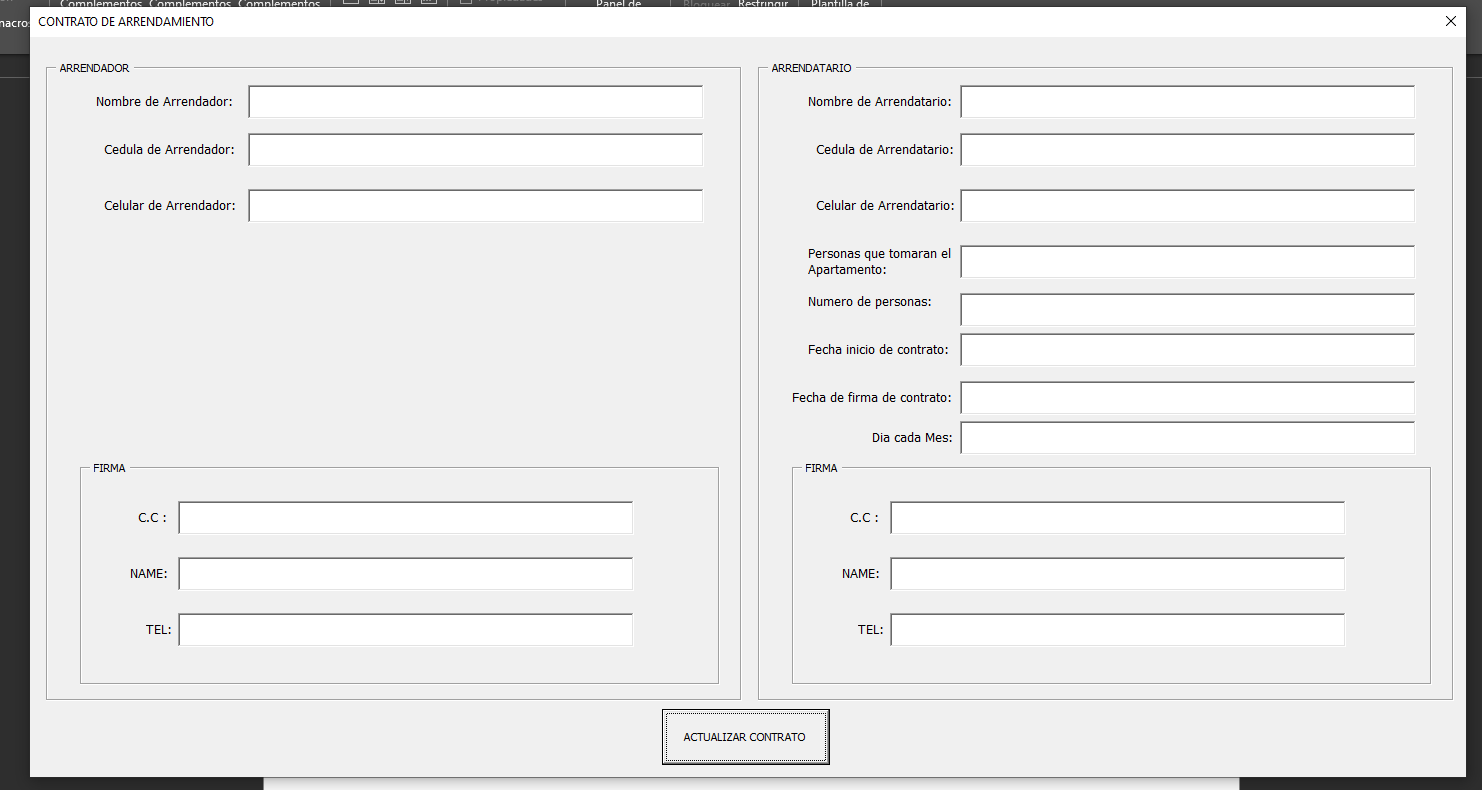 Complementos Complementos Complementos
Panel de
Bloquear Restringir
Plantilla de
macros
CONTRATO DE ARRENDAMIENTO
ARRENDADOR
Nombre de Arrendador:
Cedula de Arrendador:
Celular de Arrendador:
FIRMA
C.C :
NAME:
TEL:
ARRENDATARIO
Nombre de Arrendatario:
Cedula de Arrendatario:
Celular de Arrendatario:
Personas que tomaran el
Apartamento:
Numero de personas:
Fecha inicio de contrato:
Fecha de firma de contrato:
Dia cada Mes:
FIRMA
C.C :
NAME:
TEL:
ACTUALIZAR CONTRATO